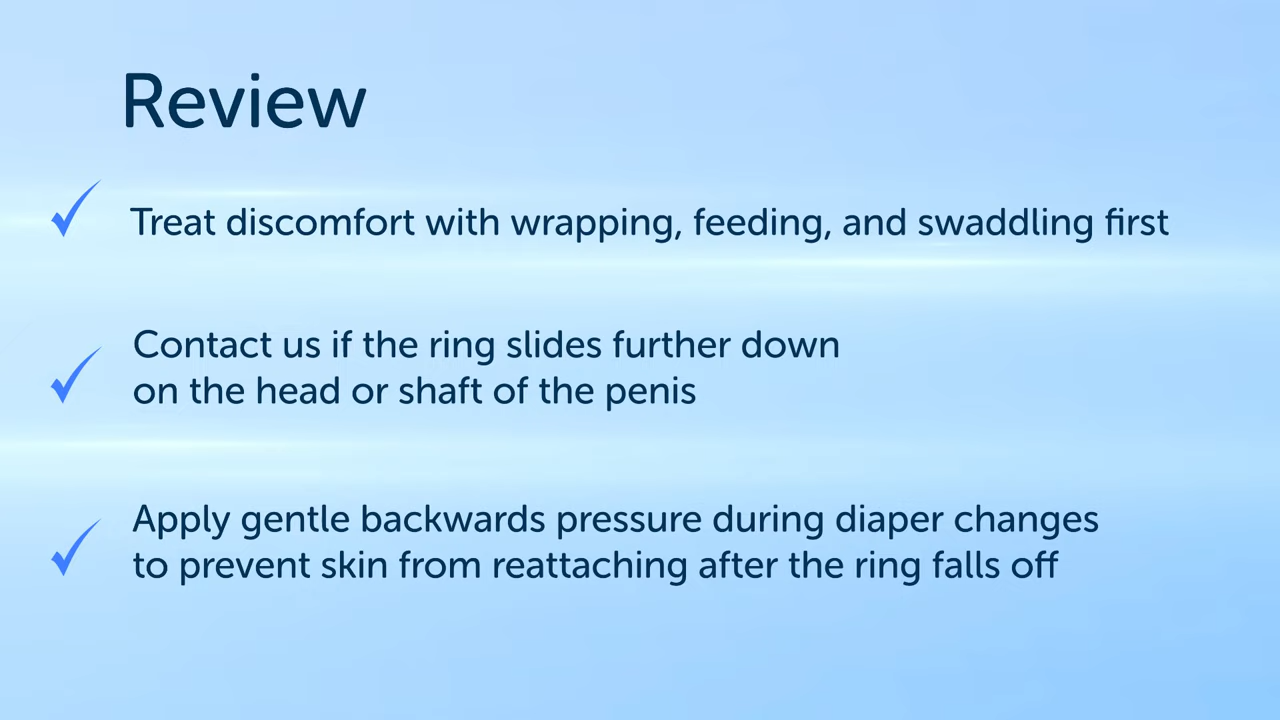 Review
Treat discomfort with wrapping, feeding, and swaddling first
Contact us if the ring slides further down
on the head or shaft of the penis
Apply gentle backwards pressure during diaper changes
to prevent skin from reattaching after the ring falls off